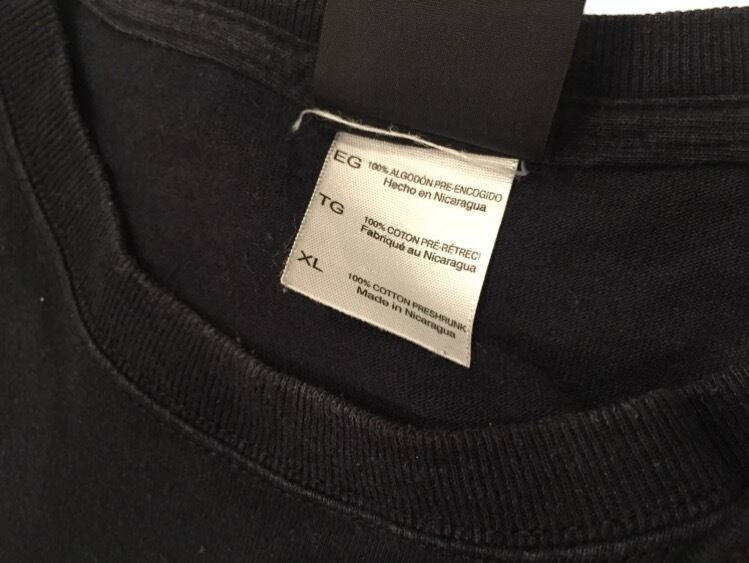 EG 100% ALGODÓN PRE-ENCOGIDO
Hecho en Nicaragua
TG 100% COTON PRÉ-RÉTRÉCI
Fabriqué au Nicaragua
XL 100% COTTON PRESHRUNK
Made in Nicaragua